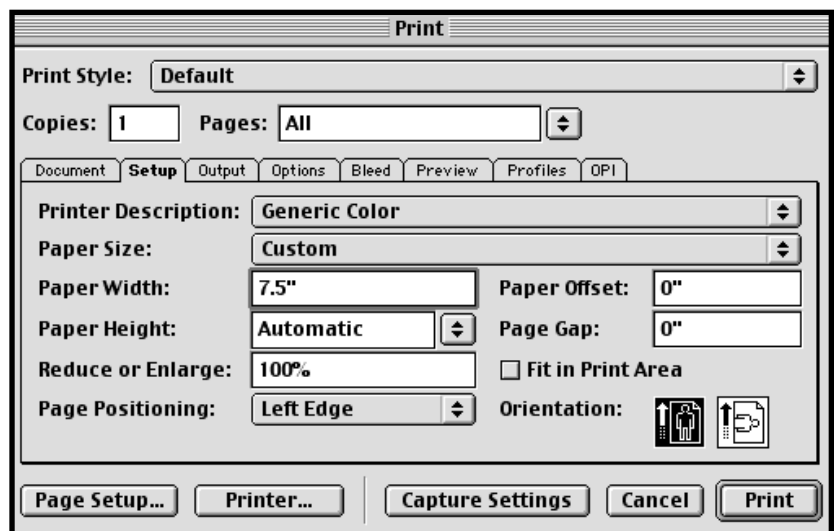 Print
Print Style: Default
Copies: 1 Pages: All
Document Setup Output Options Bleed Preview Profiles OPI
Printer Description: Generic Color
Paper Size: Custom
Paper Width: 7.5" Paper Offset: 0"
Paper Height: Automatic Page Gap: 0"
Reduce or Enlarge: 100% Fit in Print Area
Page Positioning: Left Edge Orientation:
Page Setup... Printer... Capture Settings Cancel Print